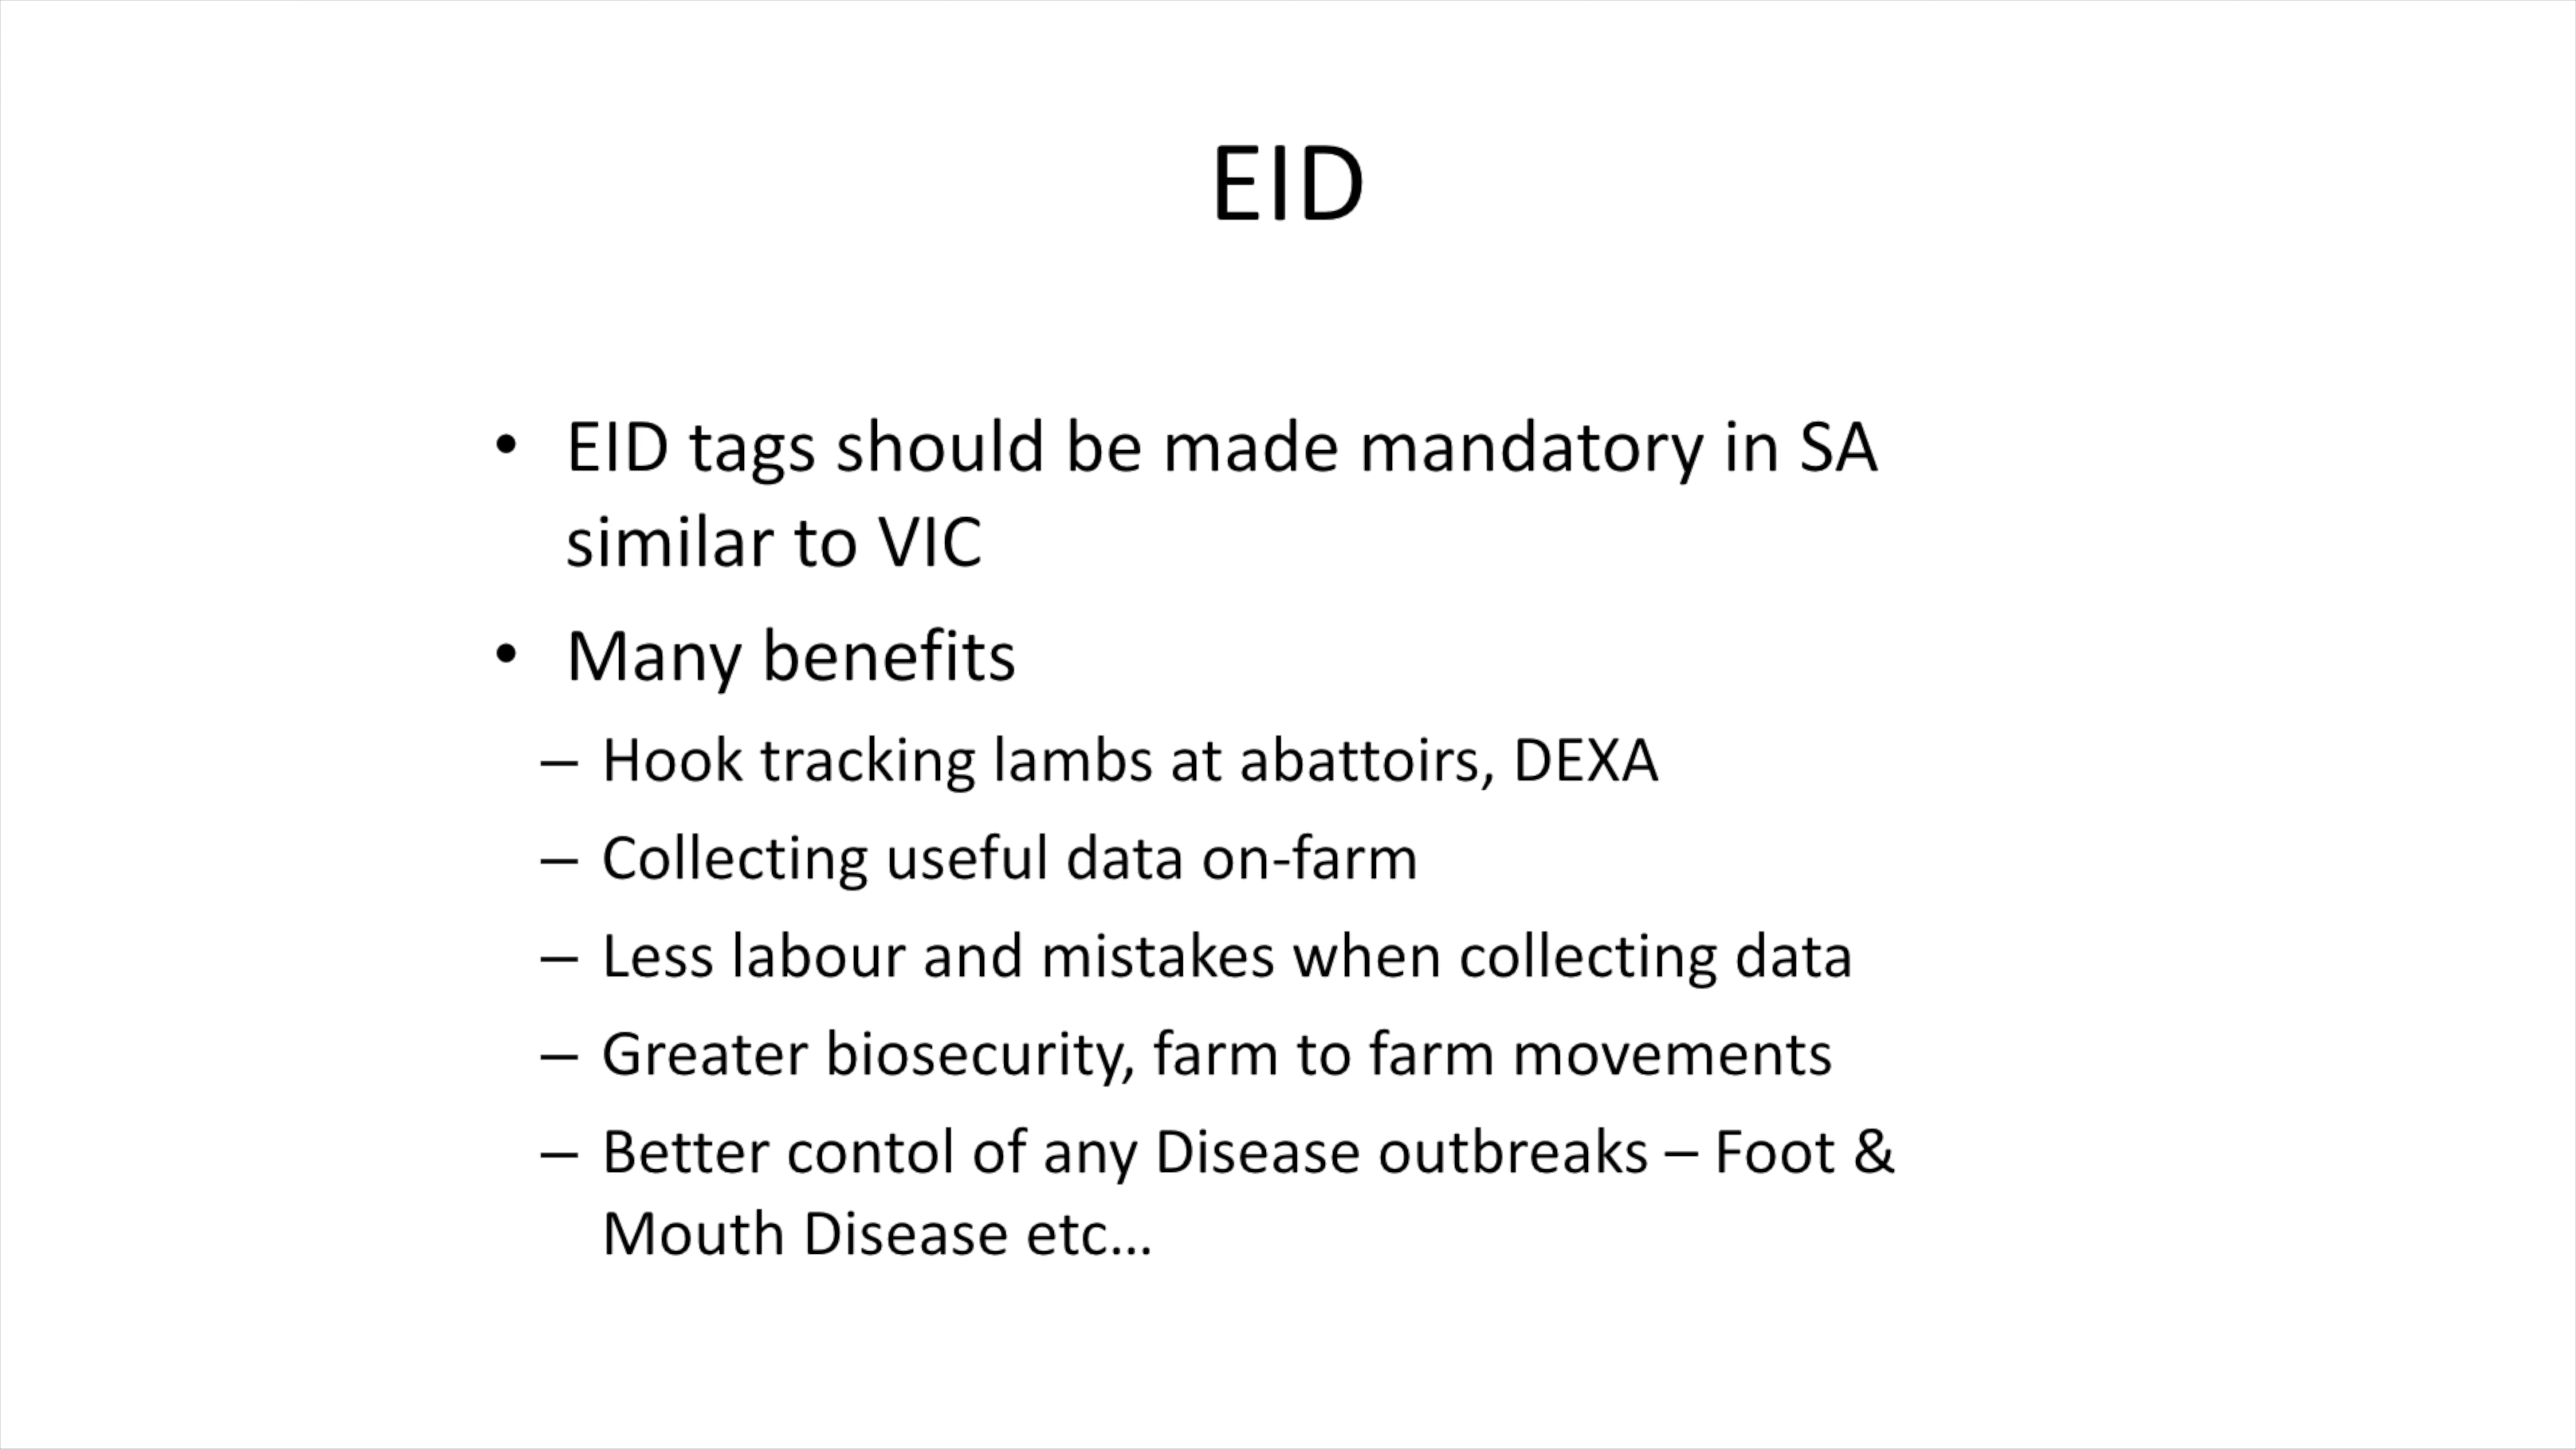 EID
• EID tags should be made mandatory in SA
similar to VIC
• Many benefits
– Hook tracking lambs at abattoirs, DEXA
– Collecting useful data on-farm
– Less labour and mistakes when collecting data
– Greater biosecurity, farm to farm movements
– Better contol of any Disease outbreaks – Foot &
Mouth Disease etc...